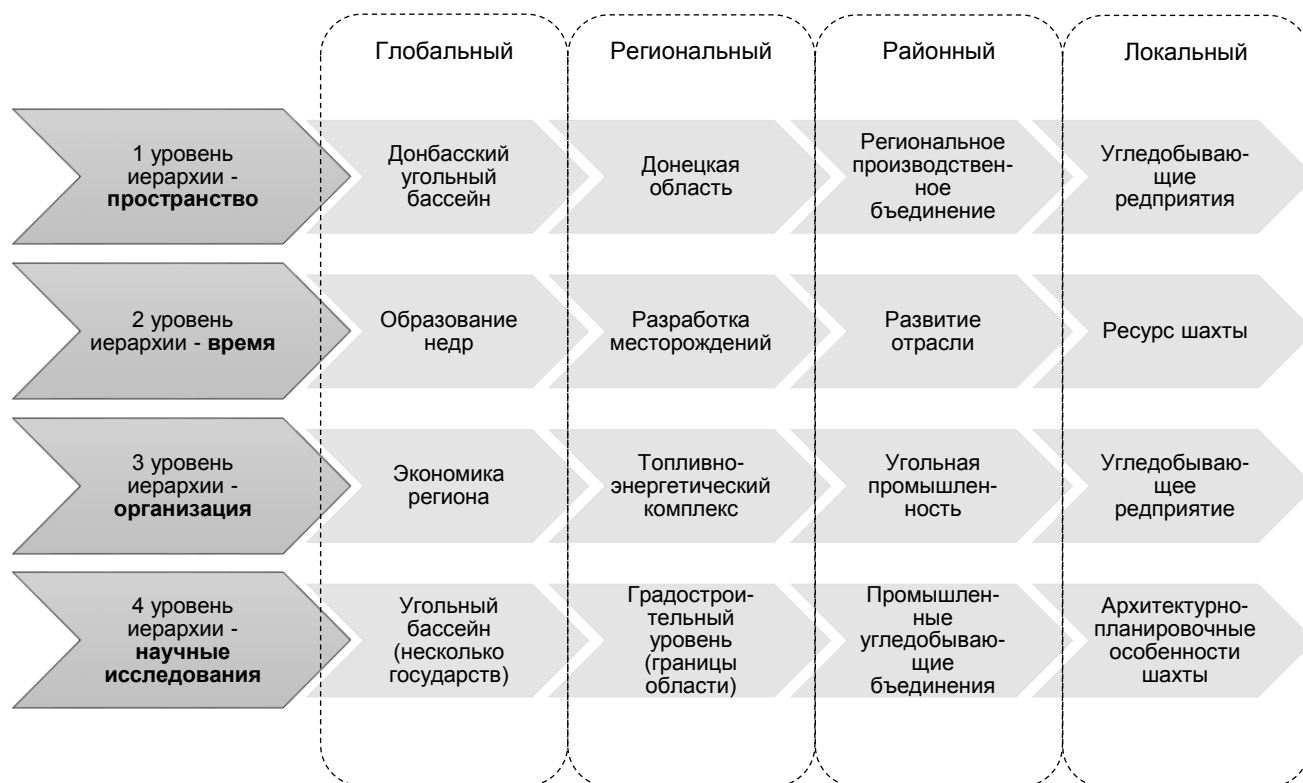 Глобальный
Региональный
Районный
Локальный
1 уровень
иерархии -
пространство
Донбасский
угольный
бассейн
Донецкая
область
Региональное
производствен-
ное
бъединение
Угледобываю-
щие
редприятия
2 уровень
иерархии - время
Образование
недр
Разработка
месторождений
Развитие
отрасли
Ресурс шахты
3 уровень
иерархии -
организация
Экономика
региона
Топливно-
энергетический
комплекс
Угольная
промышлен-
ность
Угледобываю-
щее
редприятие
4 уровень
иерархии -
научные
исследования
Угольный
бассейн
(несколько
государств)
Градострои-
тельный
уровень
(границы
области)
Промышлен-
ные
угледобываю-
щие
бъединения
Архитектурно-
планировочные
особенности
шахты